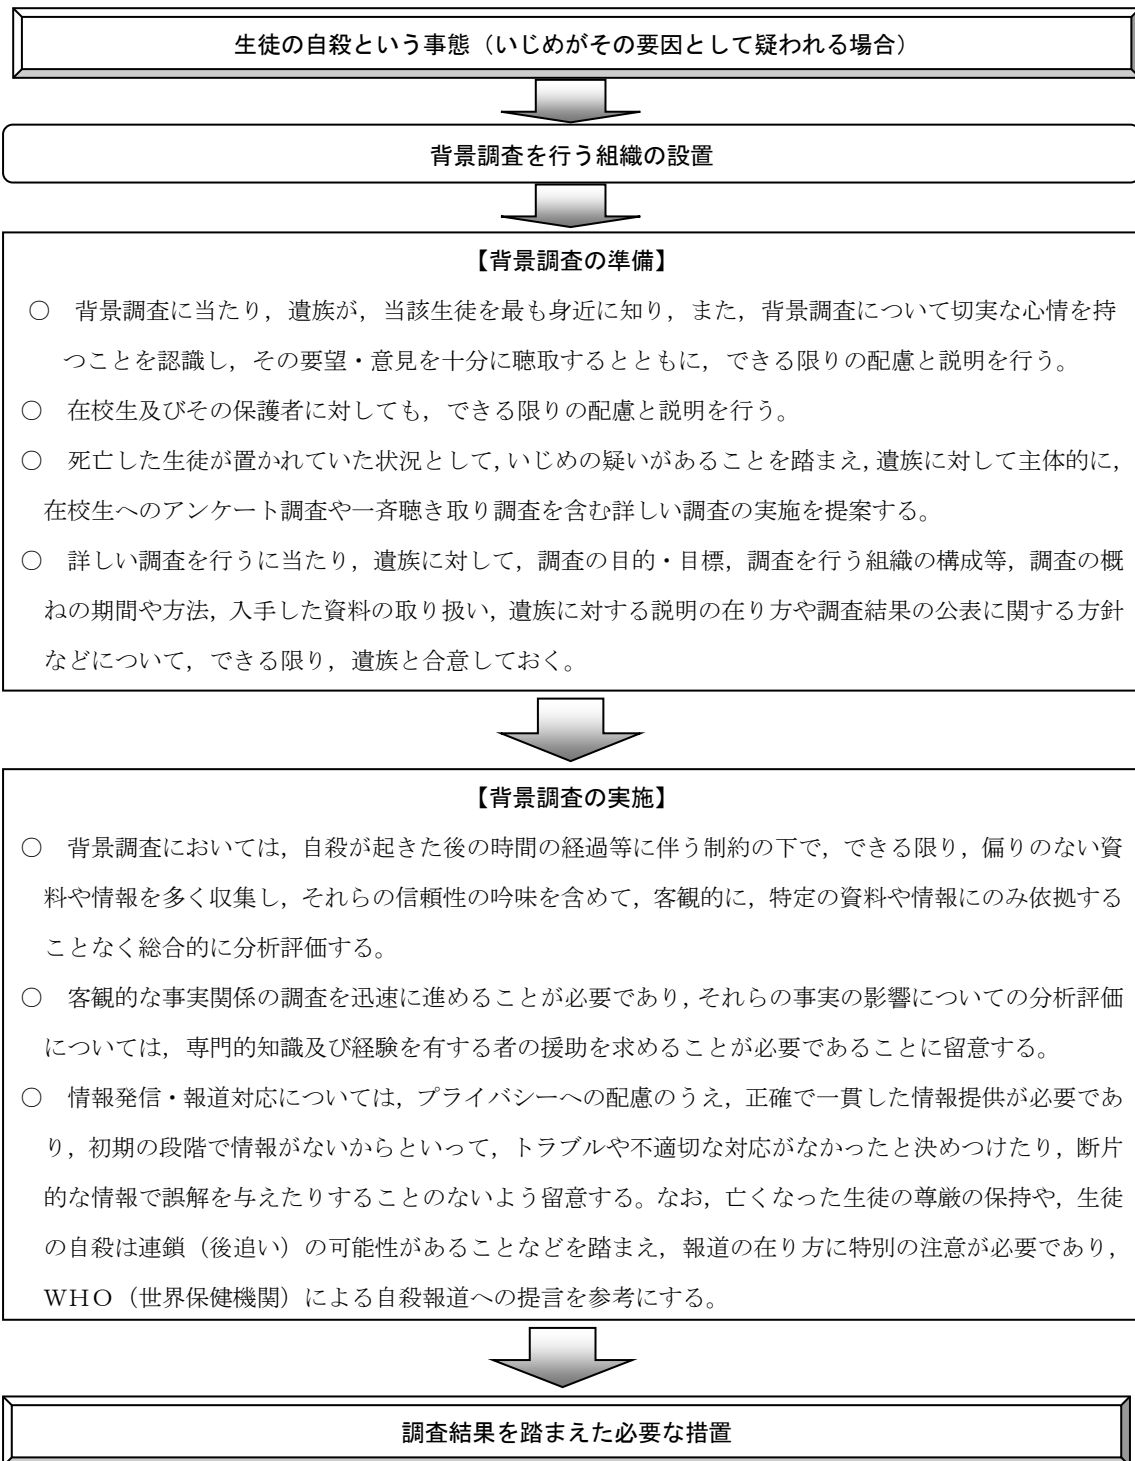 生徒の自殺という事態（いじめがその要因として疑われる場合）
背景調査を行う組織の設置
【背景調査の準備】
○　背景調査に当たり，遺族が，当該生徒を最も身近に知り，また，背景調査について切実な心情を持
つことを認識し，その要望・意見を十分に聴取するとともに，できる限りの配慮と説明を行う。
○　在校生及びその保護者に対しても，できる限りの配慮と説明を行う。
○　死亡した生徒が置かれていた状況として，いじめの疑いがあることを踏まえ，遺族に対して主体的に，
在校生へのアンケート調査や一斉聴き取り調査を含む詳しい調査の実施を提案する。
○　詳しい調査を行うに当たり，遺族に対して，調査の目的・目標，調査を行う組織の構成等，調査の概
ねの期間や方法，入手した資料の取り扱い，遺族に対する説明の在り方や調査結果の公表に関する方針
などについて，できる限り，遺族と合意しておく。
【背景調査の実施】
○　背景調査においては，自殺が起きた後の時間の経過等に伴う制約の下で，できる限り，偏りのない資
料や情報を多く収集し，それらの信頼性の吟味を含めて，客観的に，特定の資料や情報にのみ依拠する
ことなく総合的に分析評価する。
○　客観的な事実関係の調査を迅速に進めることが必要であり，それらの事実の影響についての分析評価
については，専門的知識及び経験を有する者の援助を求めることが必要であることに留意する。
○　情報発信・報道対応については，プライバシーへの配慮のうえ，正確で一貫した情報提供が必要であ
り，初期の段階で情報がないからといって，トラブルや不適切な対応がなかったと決めつけたり，断片
的な情報で誤解を与えたりすることのないよう留意する。なお，亡くなった生徒の尊厳の保持や，生徒
の自殺は連鎖（後追い）の可能性があることなどを踏まえ，報道の在り方に特別の注意が必要であり，
ＷＨＯ（世界保健機関）による自殺報道への提言を参考にする。
調査結果を踏まえた必要な措置